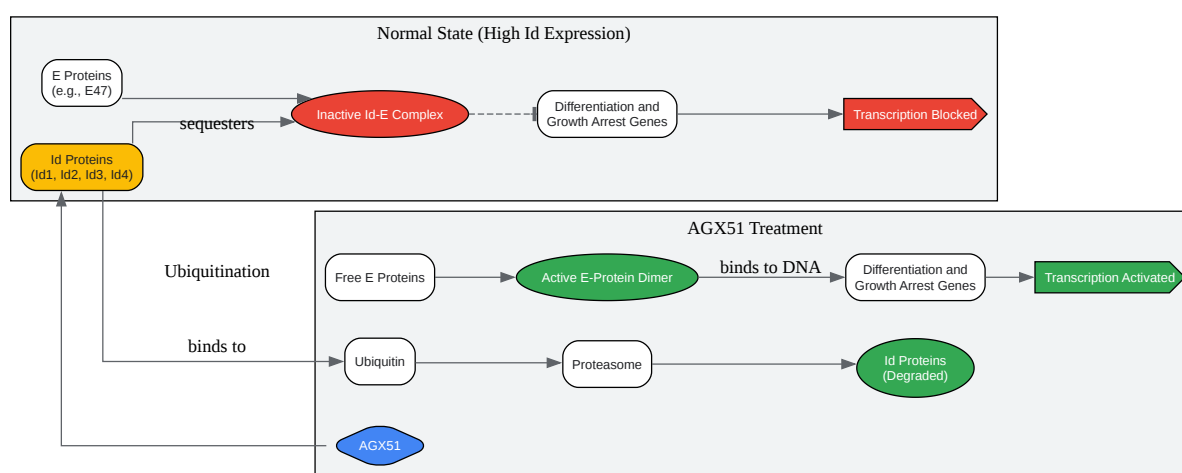 Normal State (High Id Expression)
E Proteins
(e.g., E47)
sequesters
Inactive Id-E Complex
Differentiation and
Growth Arrest Genes
Transcription Blocked
Id Proteins
(Id1, Id2, Id3, Id4)
AGX51 Treatment
Ubiquitination
Free E Proteins
Active E-Protein Dimer
binds to DNA
Differentiation and
Growth Arrest Genes
Transcription Activated
binds to
Ubiquitin
Proteasome
Id Proteins
(Degraded)
AGX51